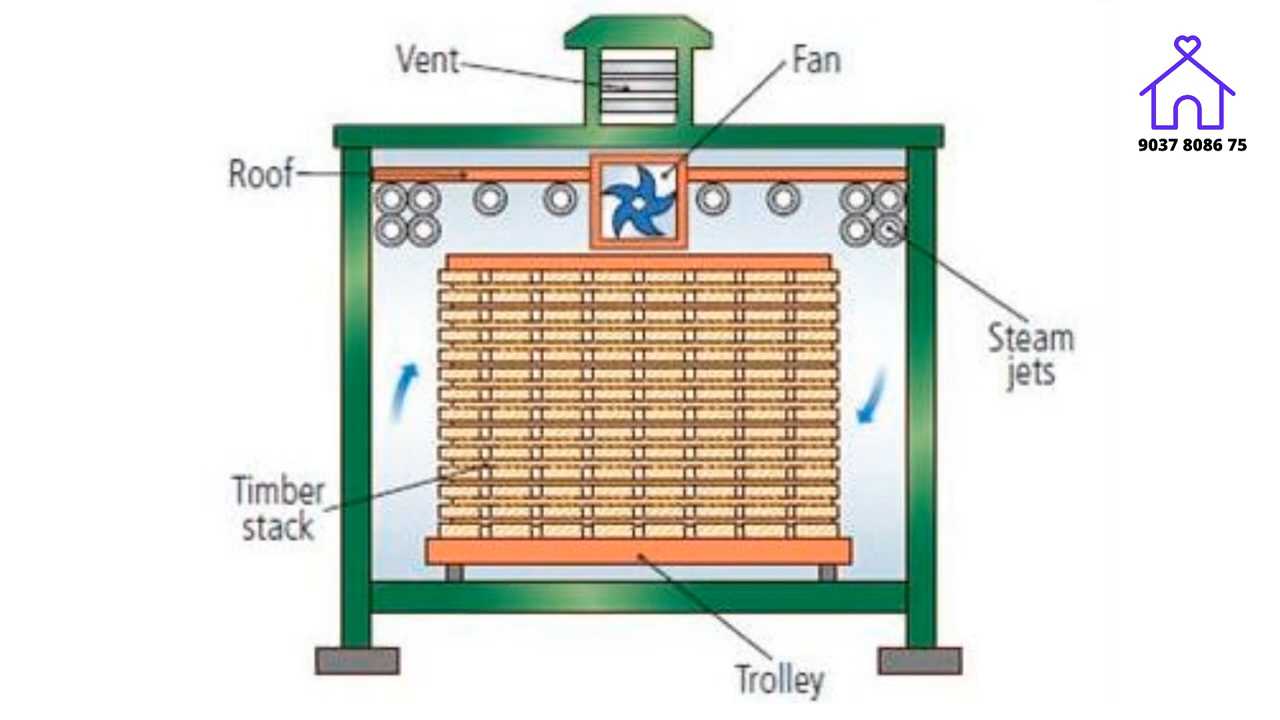 Vent
Fan
9037 8086 75
Roof
Steam
jets
Timber
stack
Trolley